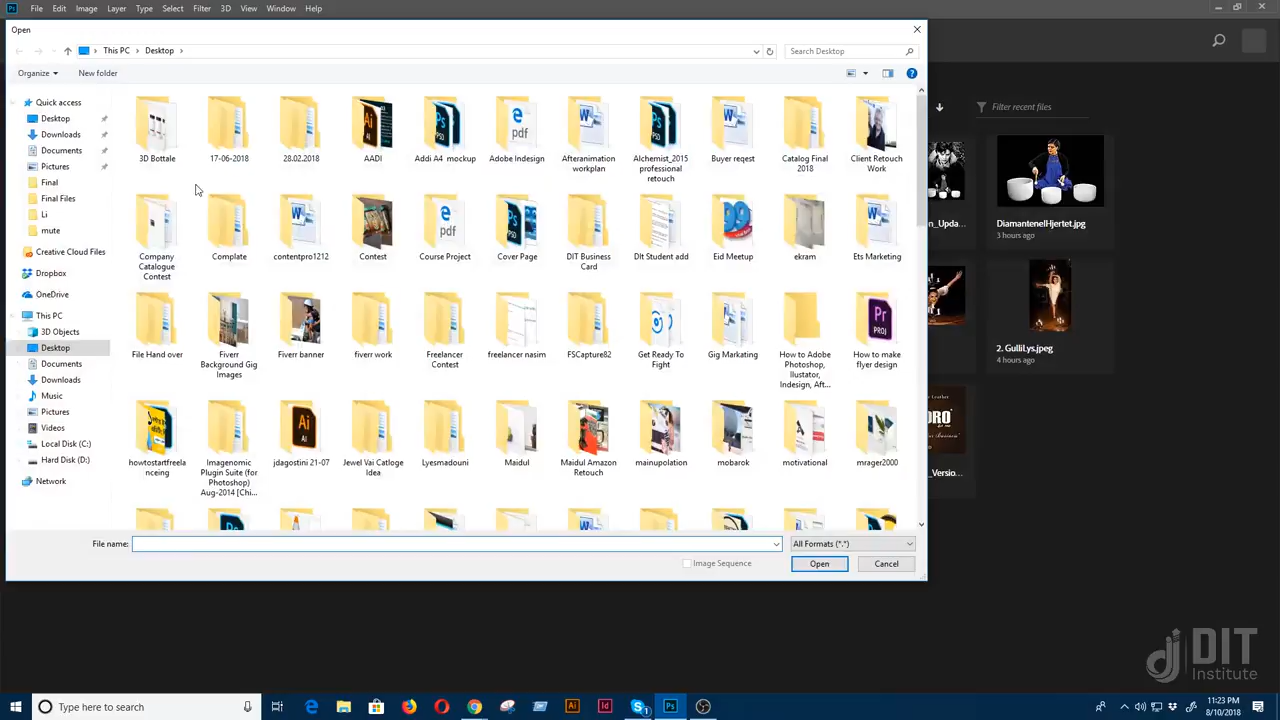 Ps File Edit Image Layer Type Select Filter 3D View Window Help
Open
This PC Desktop
Search Desktop
Organize New folder
Filter recent files
Quick access
Desktop
Downloads
Documents
Pictures
Final
Final Files
Li
mute
Creative Cloud Files
Dropbox
OneDrive
This PC
3D Objects
Desktop
Documents
Downloads
Music
Pictures
Videos
Local Disk (C:)
Hard Disk (D:)
Network
3D Bottale
17-06-2018
28.02.2018
AADI
Addi A4 mockup
Adobe Indesign
Afteranimation
workplan
Alchemist_2015
professional
retouch
Buyer reqest
Catalog Final
2018
Client Retouch
Work
Company
Catalogue
Contest
Complate
contentpro1212
Contest
Course Project
Cover Page
DIT Business
Card
DIt Student add
Eid Meetup
ekram
Ets Marketing
File Hand over
Fiverr
Background Gig
Images
Fiverr banner
fiverr work
Freelancer
Contest
freelancer nasim
FSCapture82
Get Ready To
Fight
Gig Marketing
How to Adobe
Photoshop,
Ilustator,
Indesign, Aft...
How to make
flyer design
howtostartfreela
nceing
Imagenomic
Plugin Suite (for
Photoshop)
Aug-2014 [Chi...
jdagostini 21-07
Jewel Vai Catloge
Idea
Lyesmadouni
Maidul
Maidul Amazon
Retouch
mainupolation
mobarok
motivational
mrager2000
File name:
All Formats (*.*)
Image Sequence
Open Cancel
n_Upda...
DiamantenelHjertet.jpg
3 hours ago
2. GulliLys.jpeg
4 hours ago
_Versio...
DIT
Institute
Type here to search
11:23 PM
8/10/2018